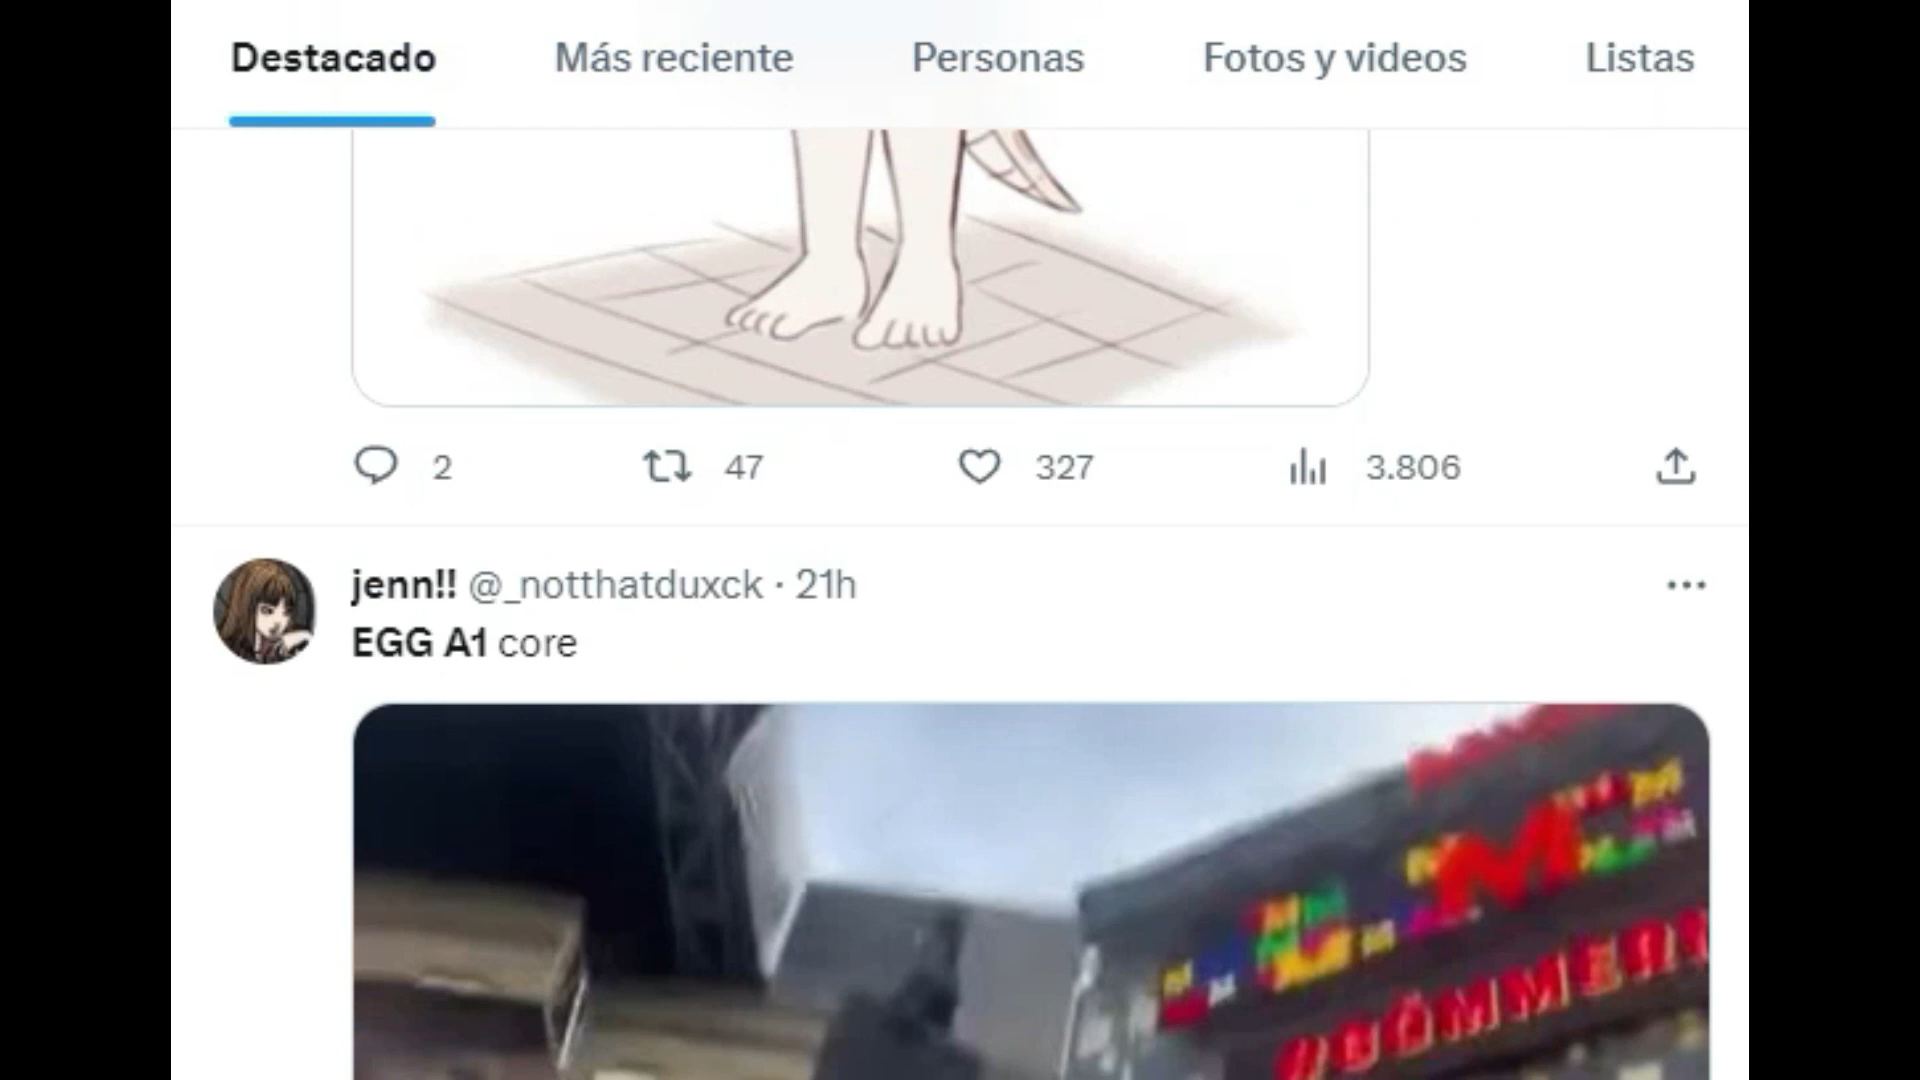 Destacado Más reciente Personas Fotos y videos Listas
2 47 327 3.806
jenn!! @_notthatduxck · 21h
EGG A1 core